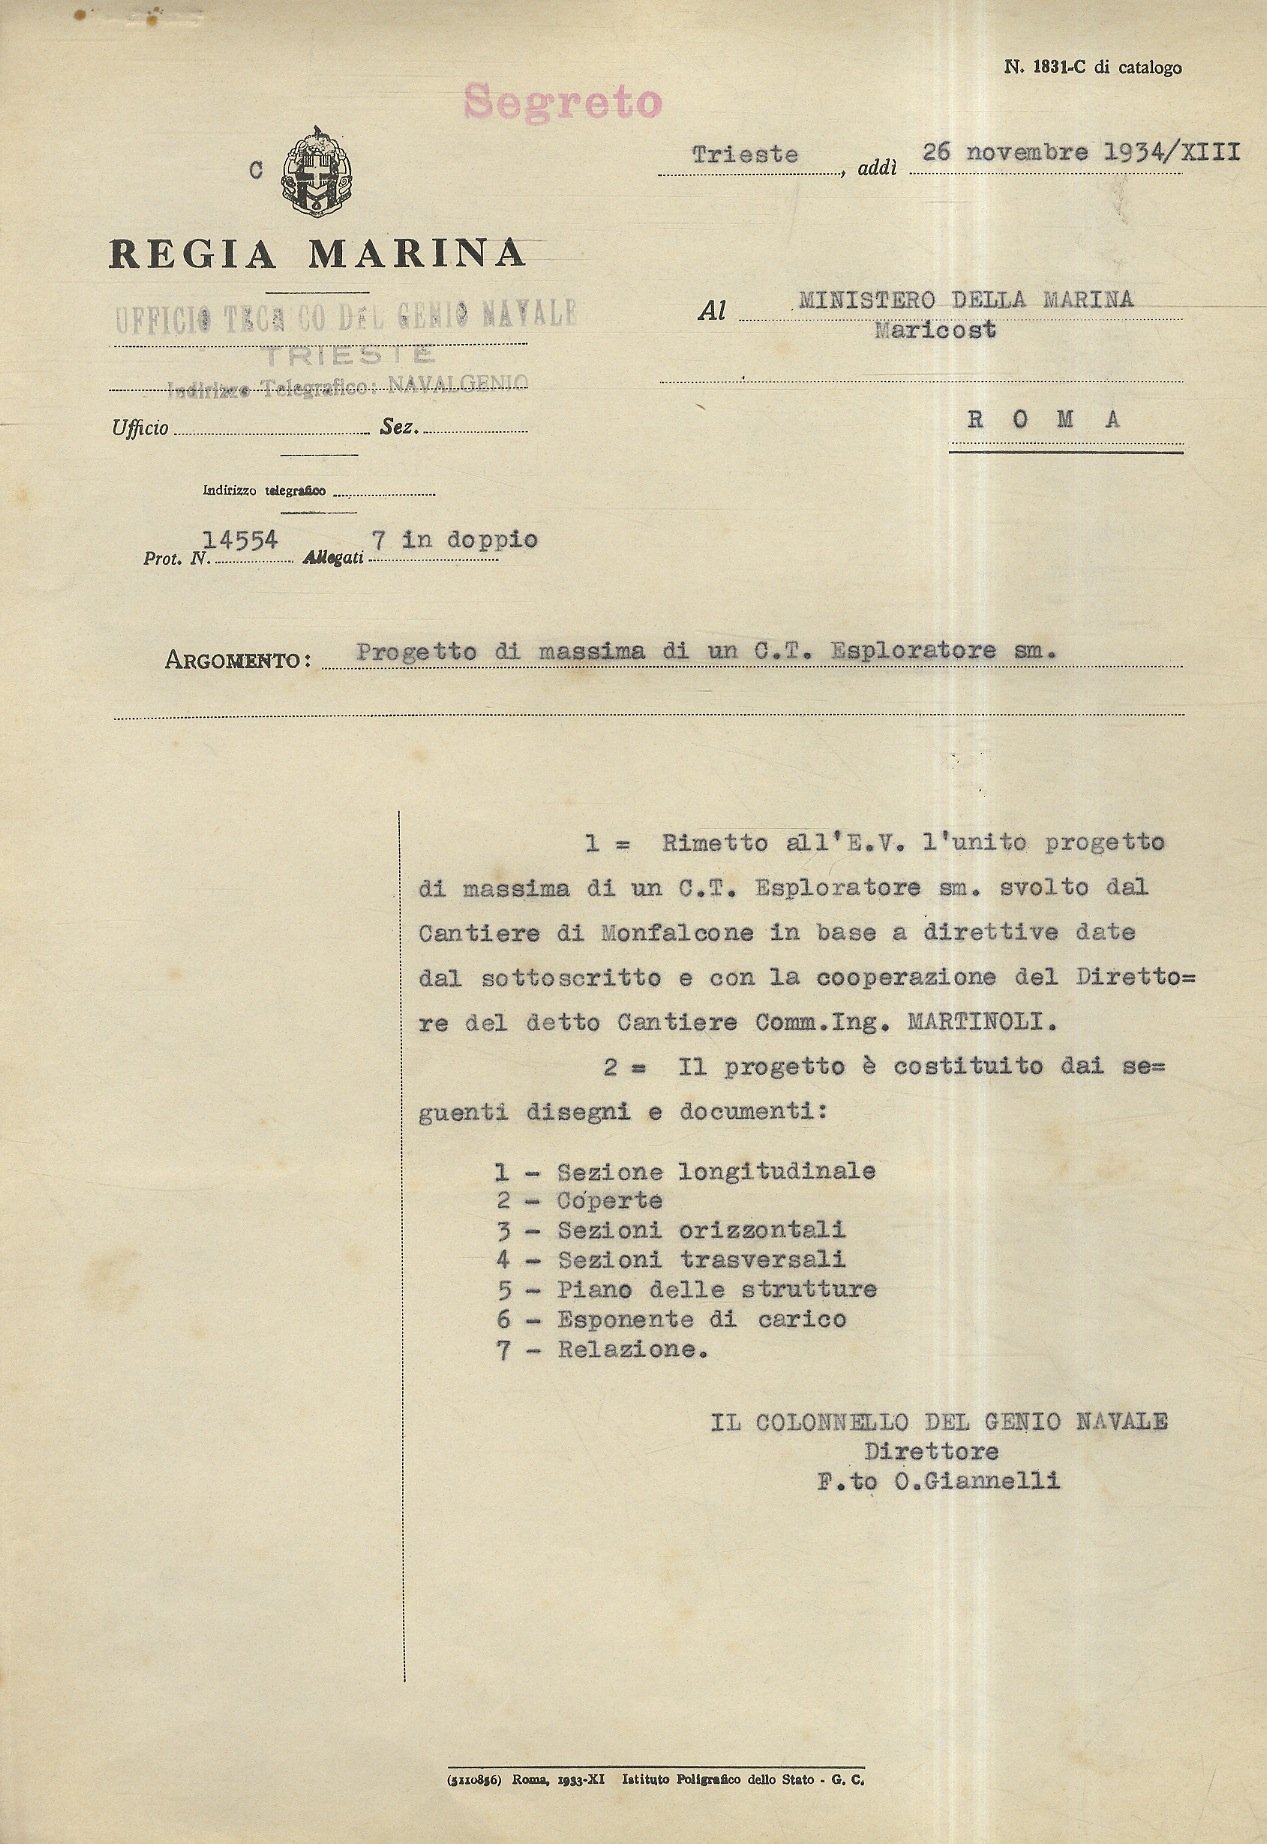 N. 1831-C di catalogo
Segreto
Trieste, addì 26 novembre 1934/XIII
C
REGIA MARINA
UFFICIO TECNICO DEL GENIO NAVALE
TRIESTE
Indirizzo Telegrafico: NAVALGENIO
Al MINISTERO DELLA MARINA
Maricost
R O M A
Ufficio Sez.
Indirizzo telegrafico
Prot. N. 14554 Allegati 7 in doppio
ARGOMENTO: Progetto di massima di un C.T. Esploratore sm.
1 = Rimetto all'E.V. l'unito progetto
di massima di un C.T. Esploratore sm. svolto dal
Cantiere di Monfalcone in base a direttive date
dal sottoscritto e con la cooperazione del Diretto=
re del detto Cantiere Comm.Ing. MARTINOLI.
2 = Il progetto è costituito dai se=
guenti disegni e documenti:
1 - Sezione longitudinale
2 - Coperte
3 - Sezioni orizzontali
4 - Sezioni trasversali
5 - Piano delle strutture
6 - Esponente di carico
7 - Relazione.
IL COLONNELLO DEL GENIO NAVALE
Direttore
F.to O.Giannelli
(5110856) Roma, 1933-XI Istituto Poligrafico dello Stato - G. C.